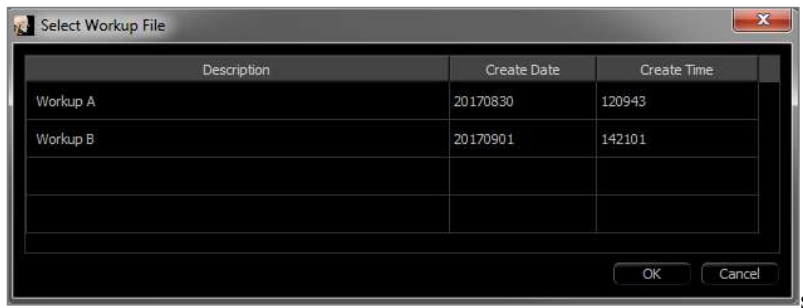 Select Workup File
Description Create Date Create Time
Workup A 20170830 120943
Workup B 20170901 142101
OK Cancel